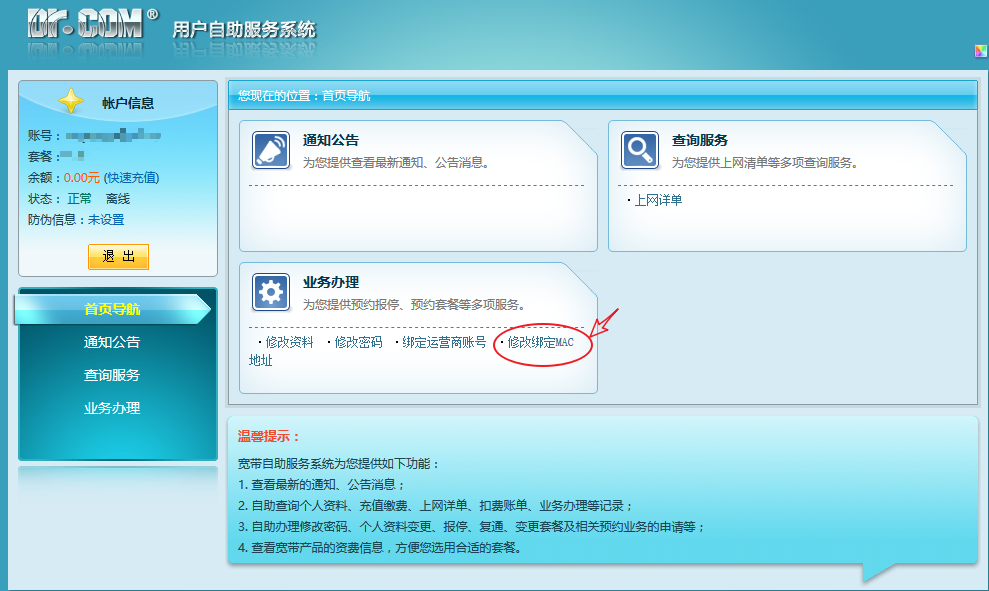 Dr.COM® 用户自助服务系统
帐户信息
账号：
套餐：
余额：0.00元 (快速充值)
状态： 正常 离线
防伪信息：未设置
退 出
首页导航
通知公告
查询服务
业务办理
您现在的位置：首页导航
通知公告
为您提供查看最新通知、公告消息。
查询服务
为您提供上网清单等多项查询服务。
· 上网详单
业务办理
为您提供预约报停、预约套餐等多项服务。
· 修改资料 · 修改密码 · 绑定运营商账号 · 修改绑定MAC
地址
温馨提示：
宽带自助服务系统为您提供如下功能：
1. 查看最新的通知、公告消息；
2. 自助查询个人资料、充值缴费、上网详单、扣费账单、业务办理等记录；
3. 自助办理修改密码、个人资料变更、报停、复通、变更套餐及相关预约业务的申请等；
4. 查看宽带产品的资费信息，方便您选用合适的套餐。